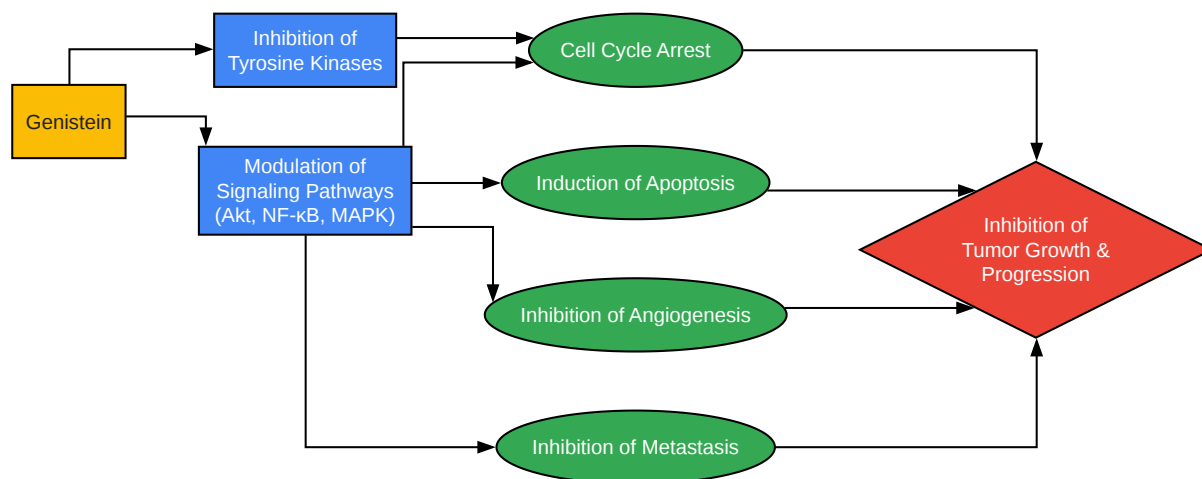 Inhibition of
Tyrosine Kinases
Cell Cycle Arrest
Genistein
Modulation of
Signaling Pathways
(Akt, NF-κB, MAPK)
Induction of Apoptosis
Inhibition of
Tumor Growth &
Progression
Inhibition of Angiogenesis
Inhibition of Metastasis